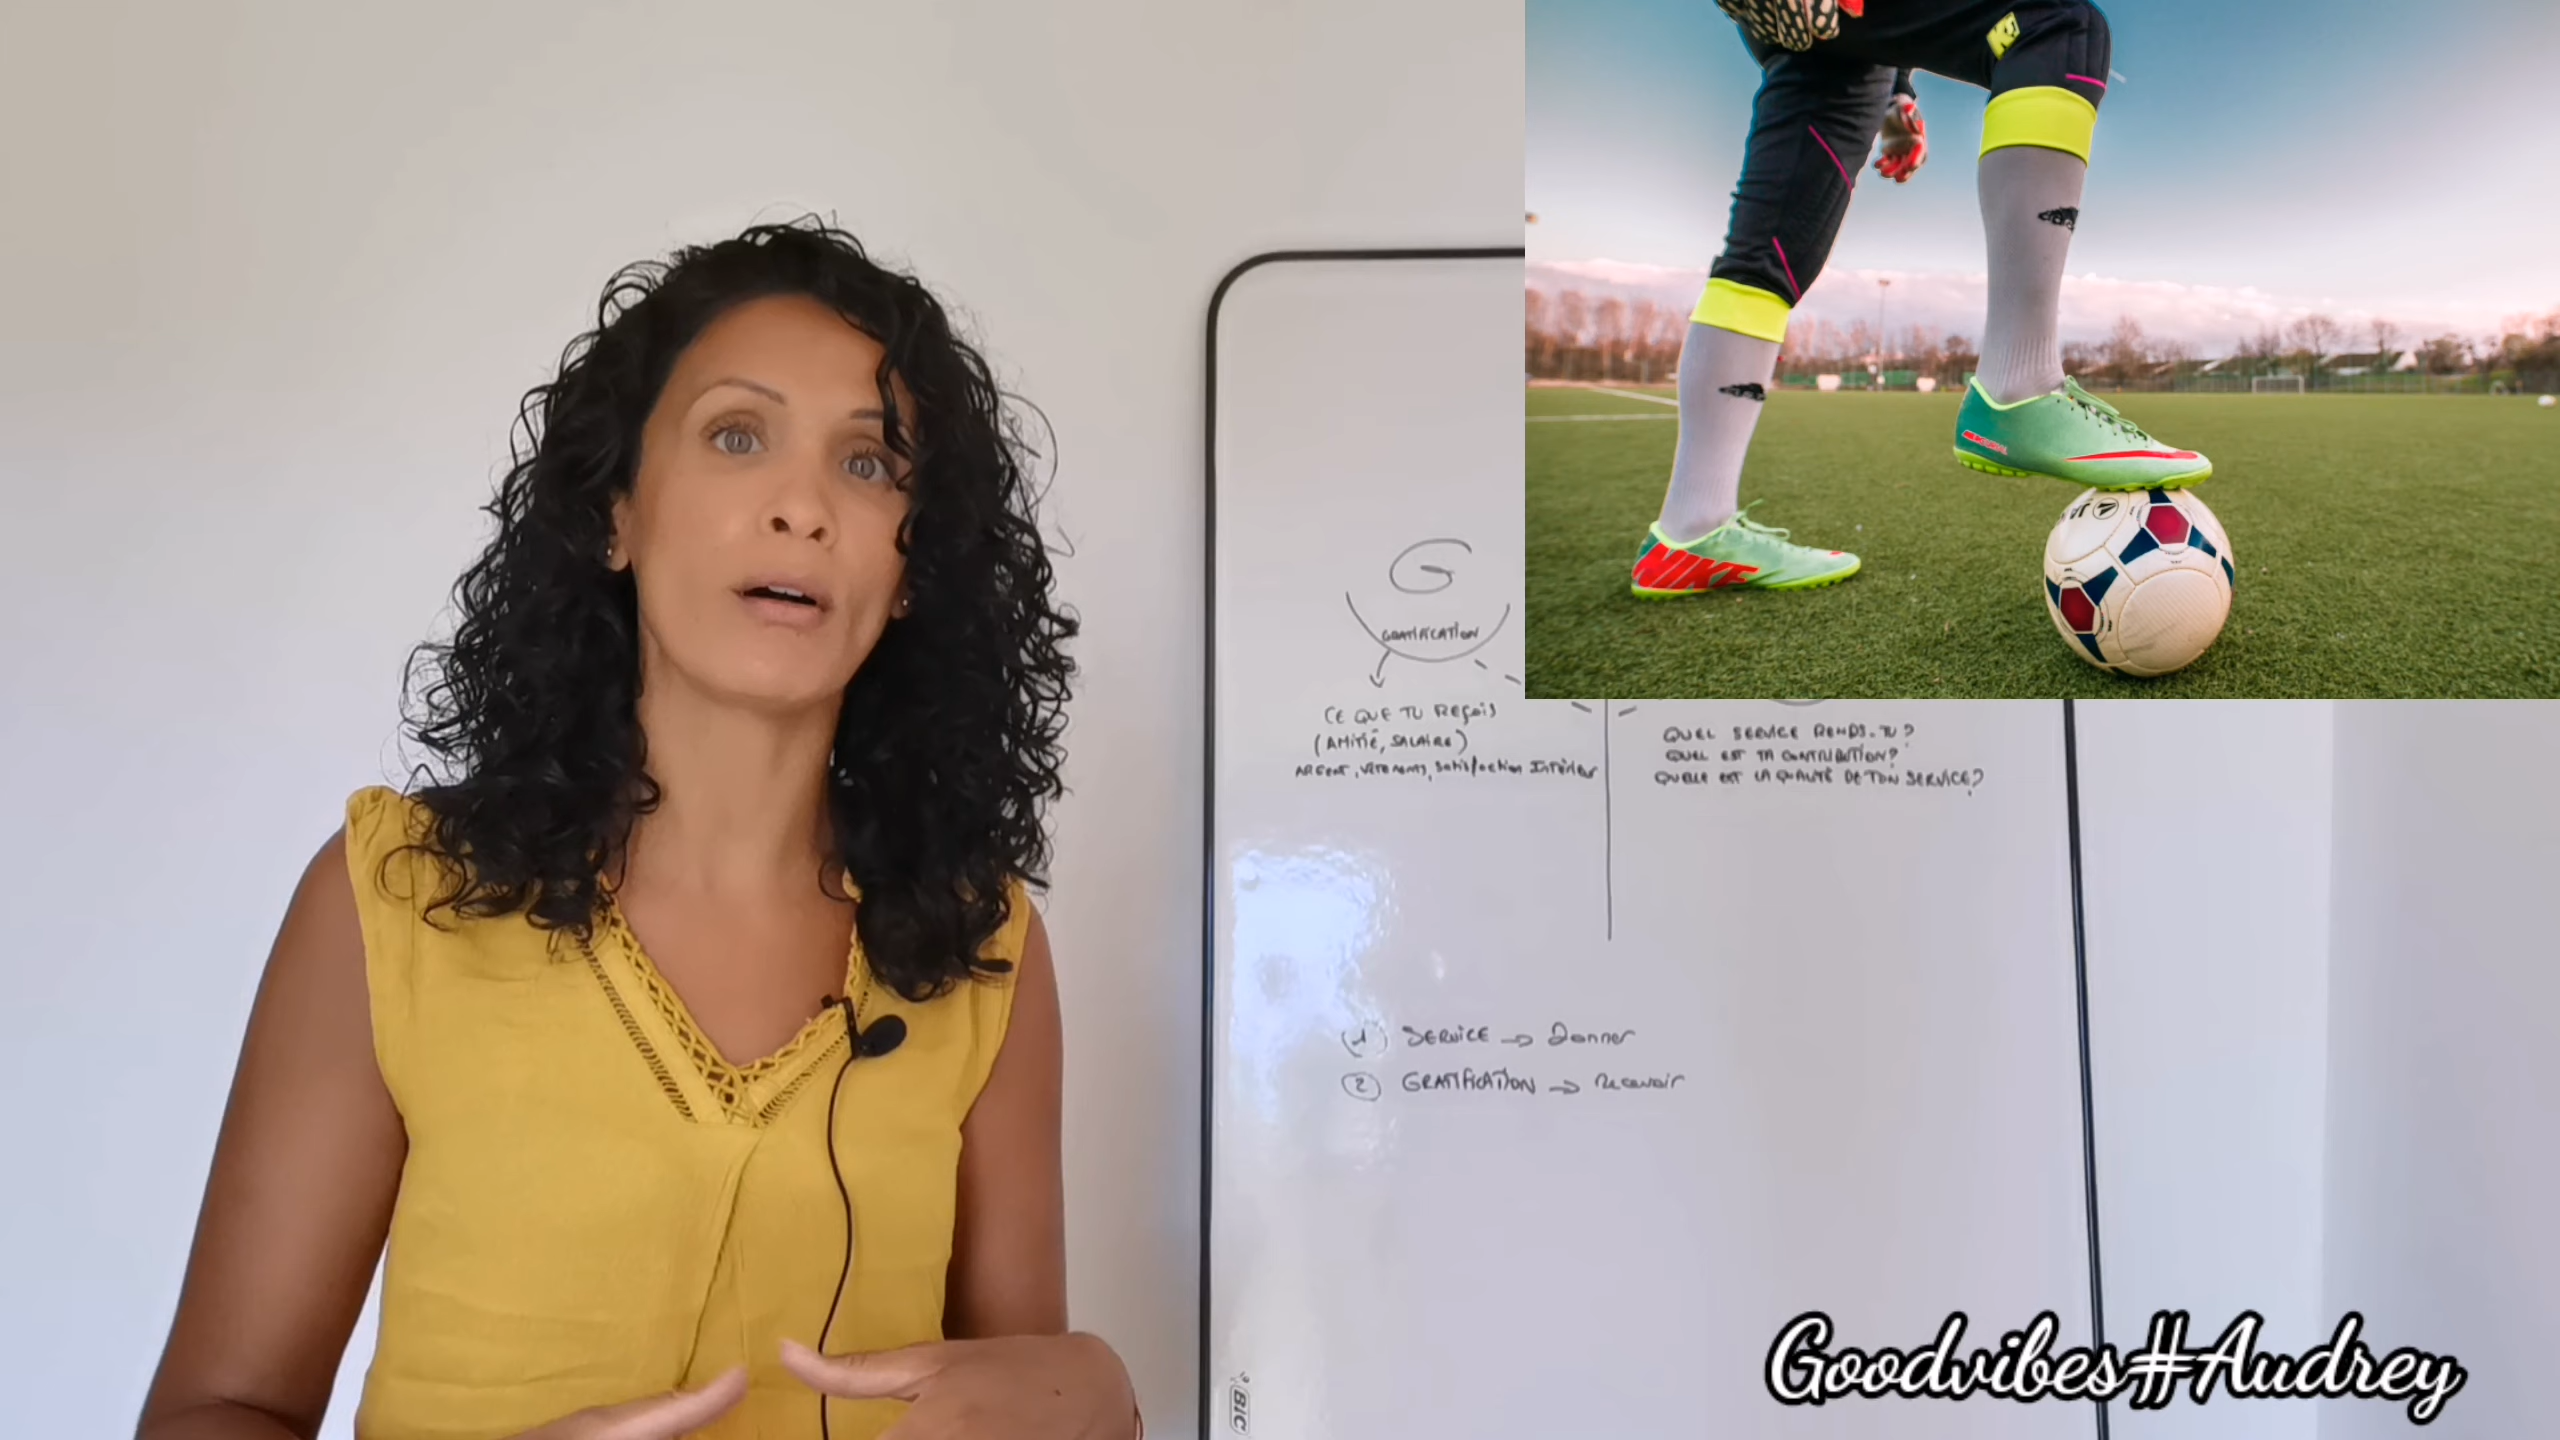 NIKE
G
GRATIFICATION
CE QUE TU REÇOIS
(AMITIÉ, SALAIRE)
ARGENT, VÊTEMENTS, Satisfaction Intérieur
QUEL SERVICE RENDS-TU?
QUEL EST TA CONTRIBUTION?
QUELLE EST LA QUALITÉ DE TON SERVICE?
1 SERVICE → Donner
2 GRATIFICATION → Recevoir
BIC
Goodvibes#Audrey